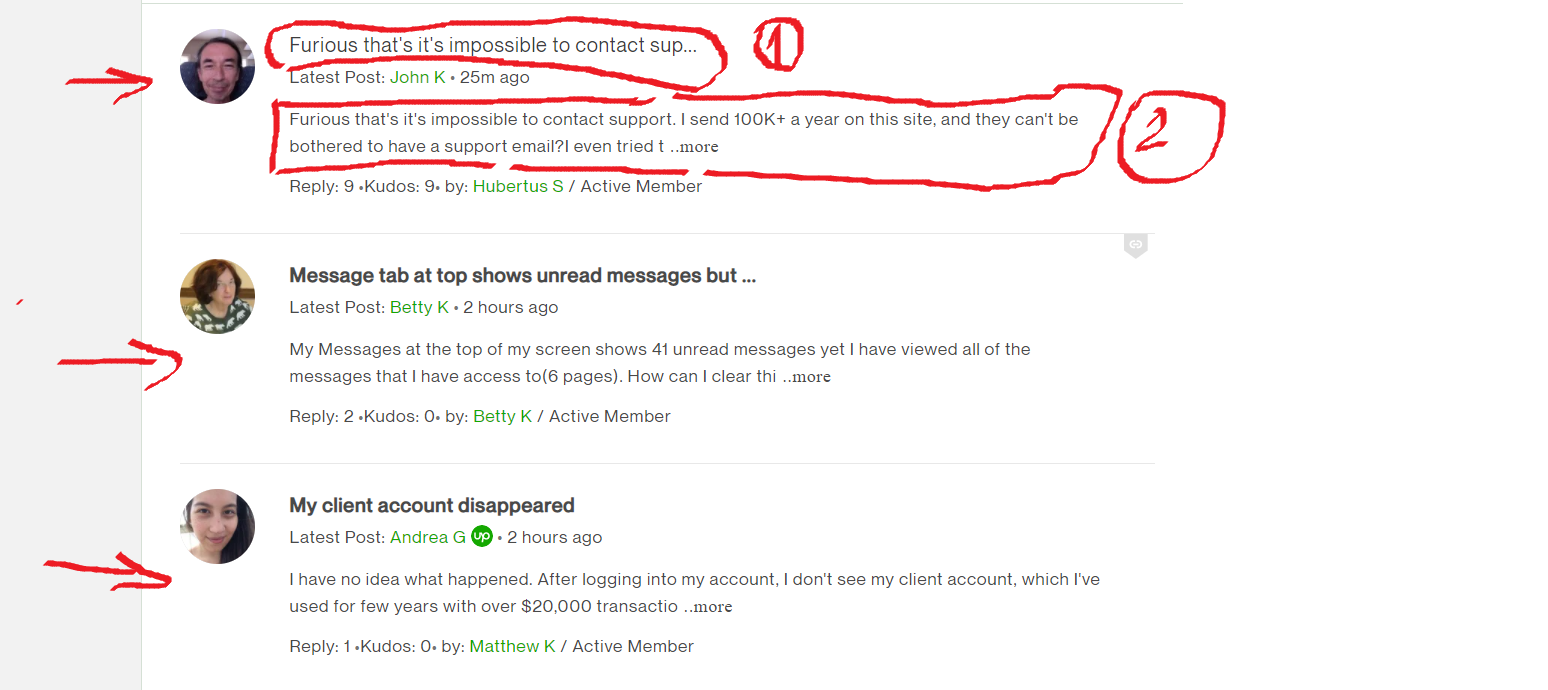 Furious that's it's impossible to contact sup...
1
Latest Post: John K • 25m ago
Furious that's it's impossible to contact support. I send 100K+ a year on this site, and they can't be
2
bothered to have a support email?I even tried t ..more
Reply: 9 •Kudos: 9• by: Hubertus S / Active Member
Message tab at top shows unread messages but ...
Latest Post: Betty K • 2 hours ago
My Messages at the top of my screen shows 41 unread messages yet I have viewed all of the
messages that I have access to(6 pages). How can I clear thi ..more
Reply: 2 •Kudos: 0• by: Betty K / Active Member
My client account disappeared
Latest Post: Andrea G up • 2 hours ago
I have no idea what happened. After logging into my account, I don't see my client account, which I've
used for few years with over $20,000 transactio ..more
Reply: 1 •Kudos: 0• by: Matthew K / Active Member